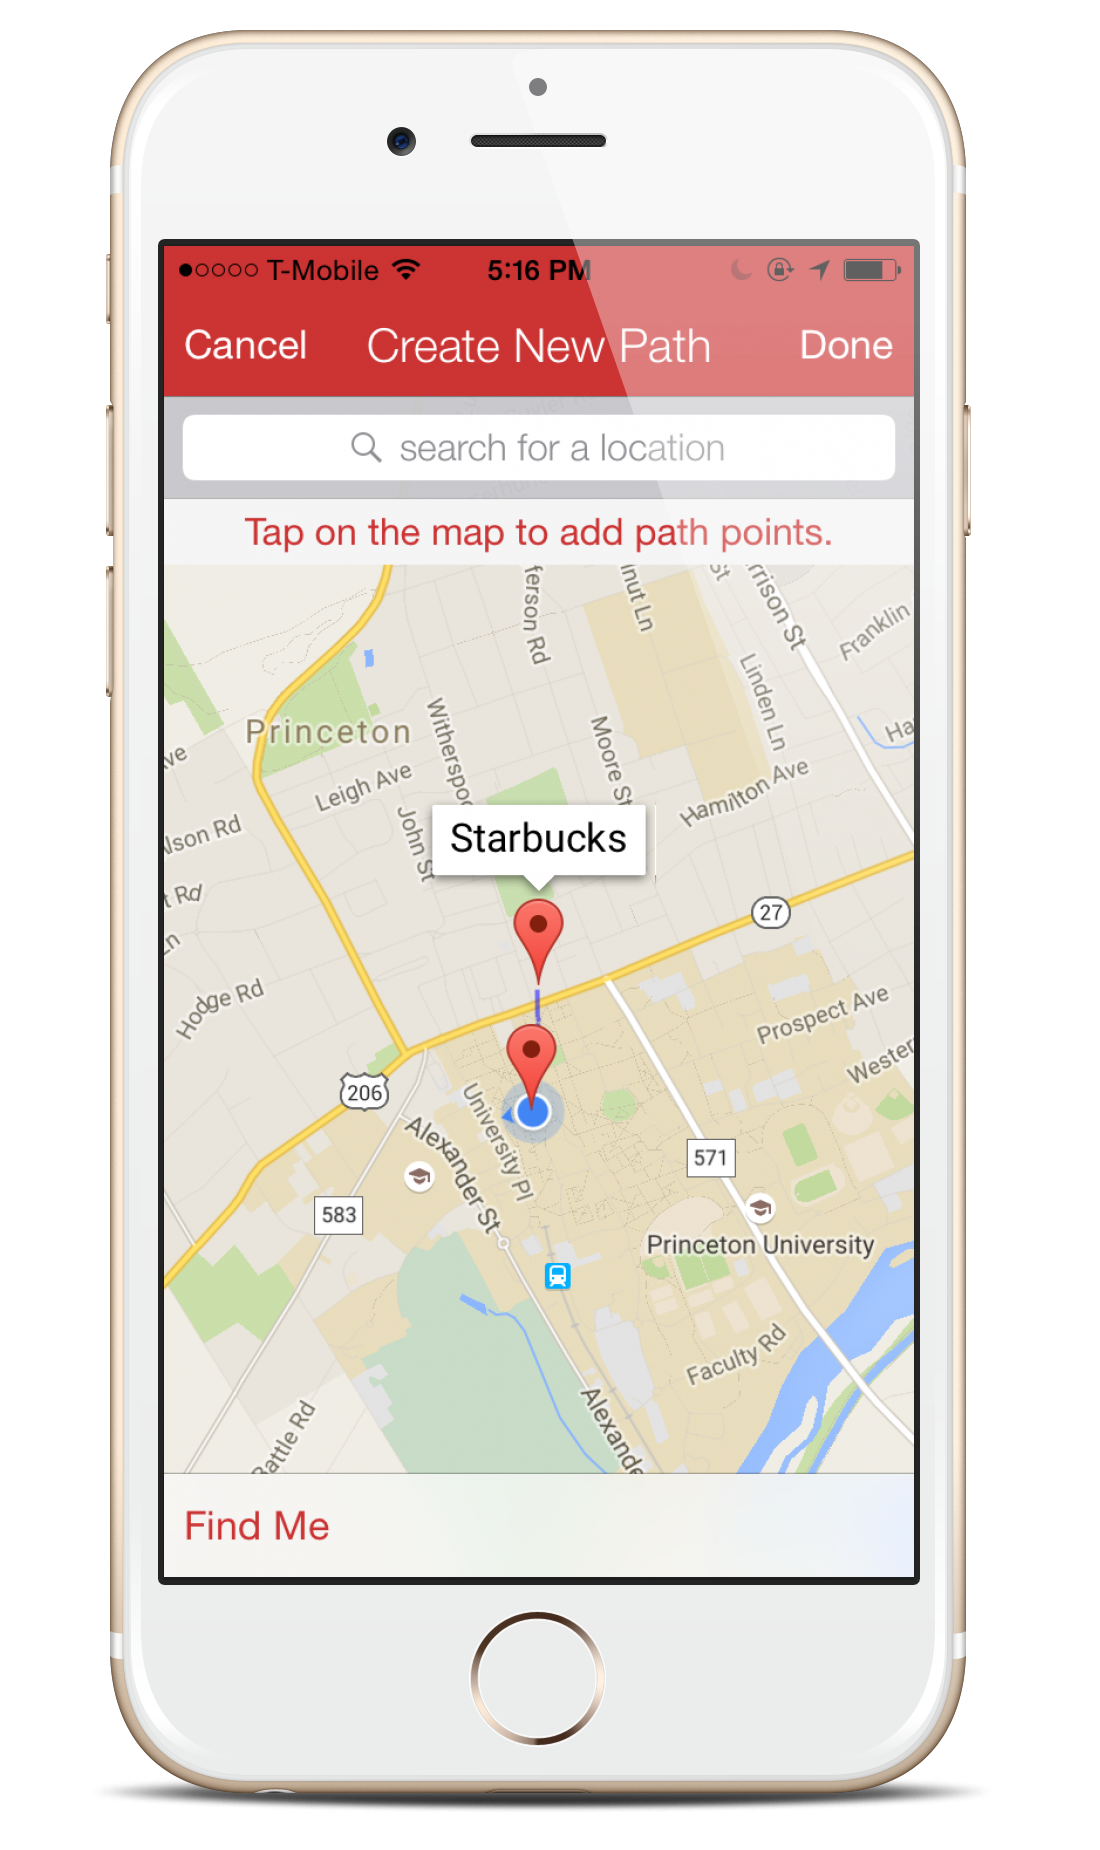 T-Mobile 5:16 PM
Cancel Create New Path Done
search for a location
Tap on the map to add path points.
ferson Rd
nut Ln
St
rrison St
Franklin
Linden Ln
Ha
Princeton
Witherspoo
Moore St
ve
Leigh Ave
Hamilton Ave
John St
lson Rd
Starbucks
t Rd
27
Ln
Hodge Rd
Prospect Ave
Wester
206
University Pl
Alexander St
571
583
Princeton University
Faculty Rd
Alexande
Battle Rd
Find Me